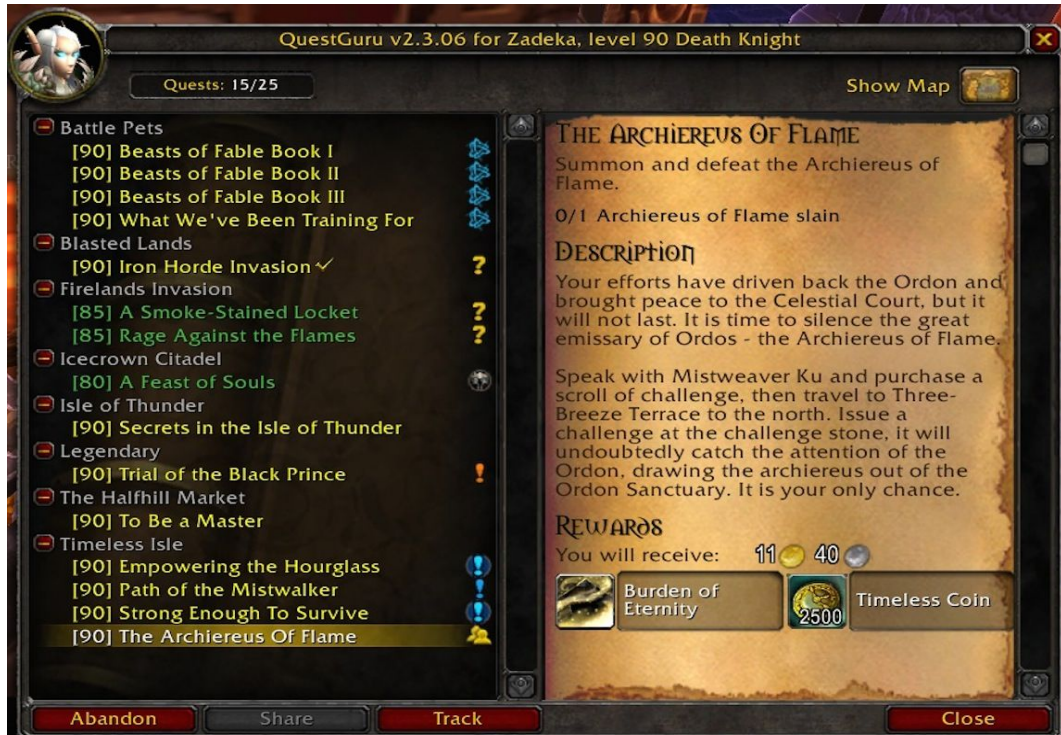 QuestGuru v2.3.06 for Zadeka, level 90 Death Knight
Quests: 15/25
Show Map
Battle Pets
[90] Beasts of Fable Book I
[90] Beasts of Fable Book II
[90] Beasts of Fable Book III
[90] What We've Been Training For
Blasted Lands
[90] Iron Horde Invasion
Firelands Invasion
[85] A Smoke-Stained Locket
[85] Rage Against the Flames
Icecrown Citadel
[80] A Feast of Souls
Isle of Thunder
[90] Secrets in the Isle of Thunder
Legendary
[90] Trial of the Black Prince
The Halfhill Market
[90] To Be a Master
Timeless Isle
[90] Empowering the Hourglass
[90] Path of the Mistwalker
[90] Strong Enough To Survive
[90] The Archiereus Of Flame
The Archiereus Of Flame
Summon and defeat the Archiereus of
Flame.
0/1 Archiereus of Flame slain
Description
Your efforts have driven back the Ordon and
brought peace to the Celestial Court, but it
will not last. It is time to silence the great
emissary of Ordos - the Archiereus of Flame.
Speak with Mistweaver Ku and purchase a
scroll of challenge, then travel to Three-
Breeze Terrace to the north. Issue a
challenge at the challenge stone, it will
undoubtedly catch the attention of the
Ordon, drawing the archiereus out of the
Ordon Sanctuary. It is your only chance.
Rewards
You will receive: 11 40
Burden of
Eternity
2500
Timeless Coin
Abandon
Share
Track
Close